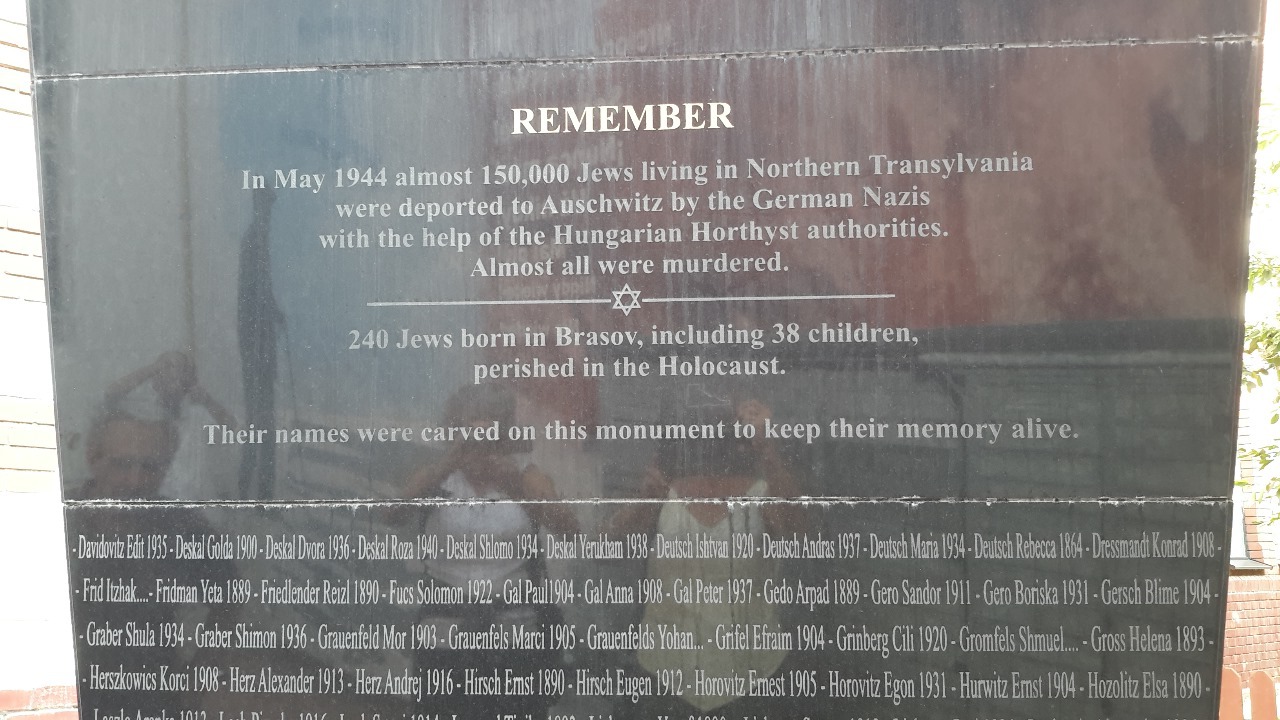 REMEMBER
In May 1944 almost 150,000 Jews living in Northern Transylvania
were deported to Auschwitz by the German Nazis
with the help of the Hungarian Horthyst authorities.
Almost all were murdered.
240 Jews born in Brasov, including 38 children,
perished in the Holocaust.
Their names were carved on this monument to keep their memory alive.
- Davidovitz Edit 1935 - Deskal Golda 1900 - Deskal Dvora 1936 - Deskal Roza 1940 - Deskal Shlomo 1934 - Yerukham 1938 - Deutsch Ishtvan 1920 - Deutsch 1937 - Deutsch Maria 1934 - Deutsch Rebecca 1864 - Dressmandt Konrad 1908 -
- Frid Itzhak....- Fridman Yeta 1889 - Friedlender Reizl 1890 - Fucs Solomon 1922 - Gal - Gal Anna 1908 - Gal Peter 1937 - Gedo Arpad 1889 - Gero Sandor 1911 - Gero Boriska 1931 - Gersch Blime 1904 -
- Graber Shula 1934 - Graber Shimon 1936 - Grauenfeld Mor 1903 - Grauenfels Marci 1905 - Grauenfelds Yohan... - Grifel Efraim 1904 - Grinberg Cili 1920 - Gromfels Shmuel.... - Gross Helena 1893 -
- Herszkowics Korci 1908 - Herz Alexander 1913 - Herz Andrej 1916 - Hirsch Ernst 1890 - Hirsch Eugen 1912 - Horovitz Ernest 1905 - Horovitz Egon 1931 - Hurwitz Ernst 1904 - Hozolitz Elsa 1890 -